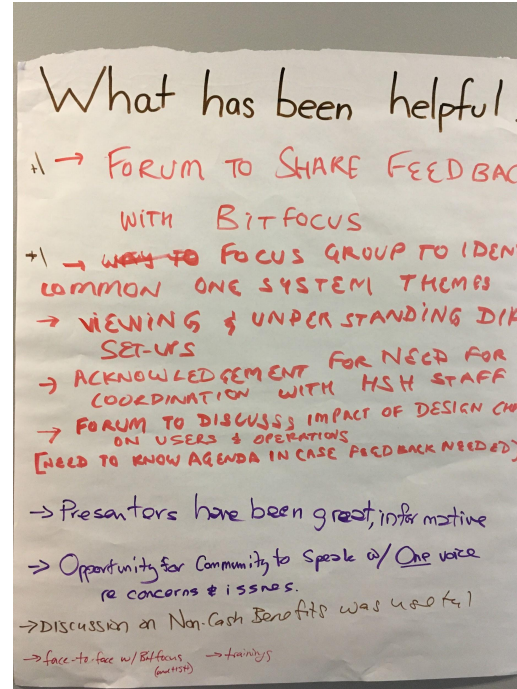 What has been helpful
+1 → FORUM TO SHARE FEEDBAC
WITH BITFOCUS
+1 → WAY TO FOCUS GROUP TO IDEN
COMMON ONE SYSTEM THEMES
→ VIEWING & UNDERSTANDING DIF
SET-UPS
→ ACKNOWLEDGEMENT FOR NEED FOR
COORDINATION WITH HSH STAFF
→ FORUM TO DISCUSSS IMPACT OF DESIGN CHA
ON USERS & OPERATIONS
[NEED TO KNOW AGENDA IN CASE FEEDBACK NEEDED]
→ Presenters have been great, informative
→ Opportunity for Community to Speak w/ One voice
re concerns & issues.
→ DISCUSSION on Non-Cash Benefits was useful
→ face-to-face w/ Bitfocus → trainings
(and HSH)